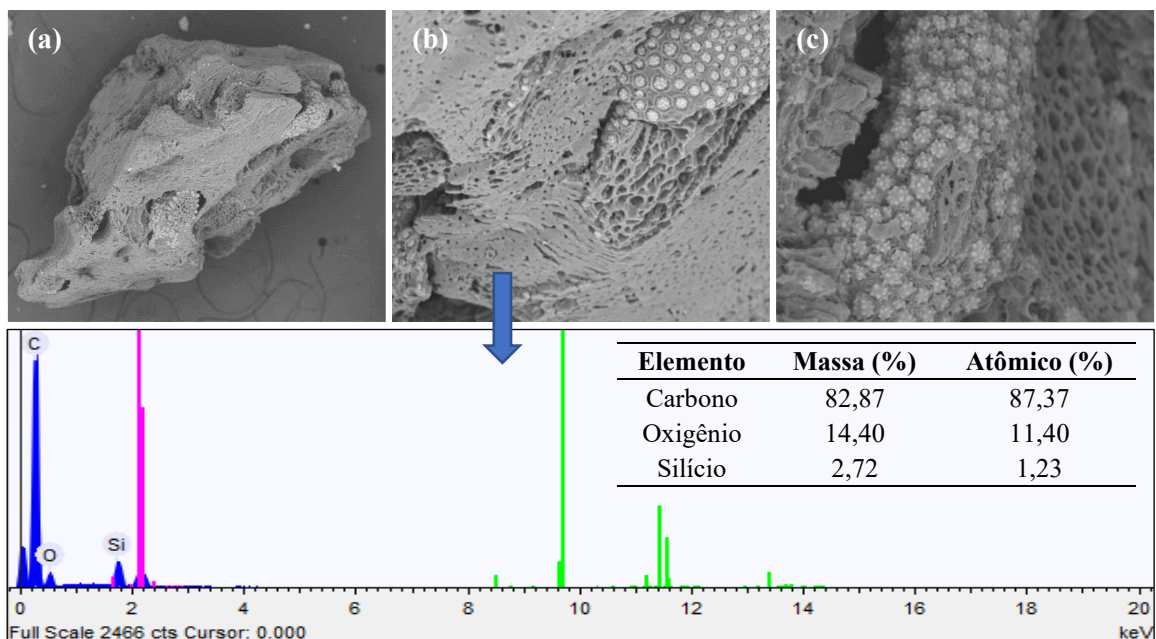 (a)
(b)
(c)
C
O
Si
Elemento Massa (%) Atômico (%)
Carbono 82,87 87,37
Oxigênio 14,40 11,40
Silício 2,72 1,23
0 2 4 6 8 10 12 14 16 18 20
Full Scale 2466 cts Cursor: 0.000 keV